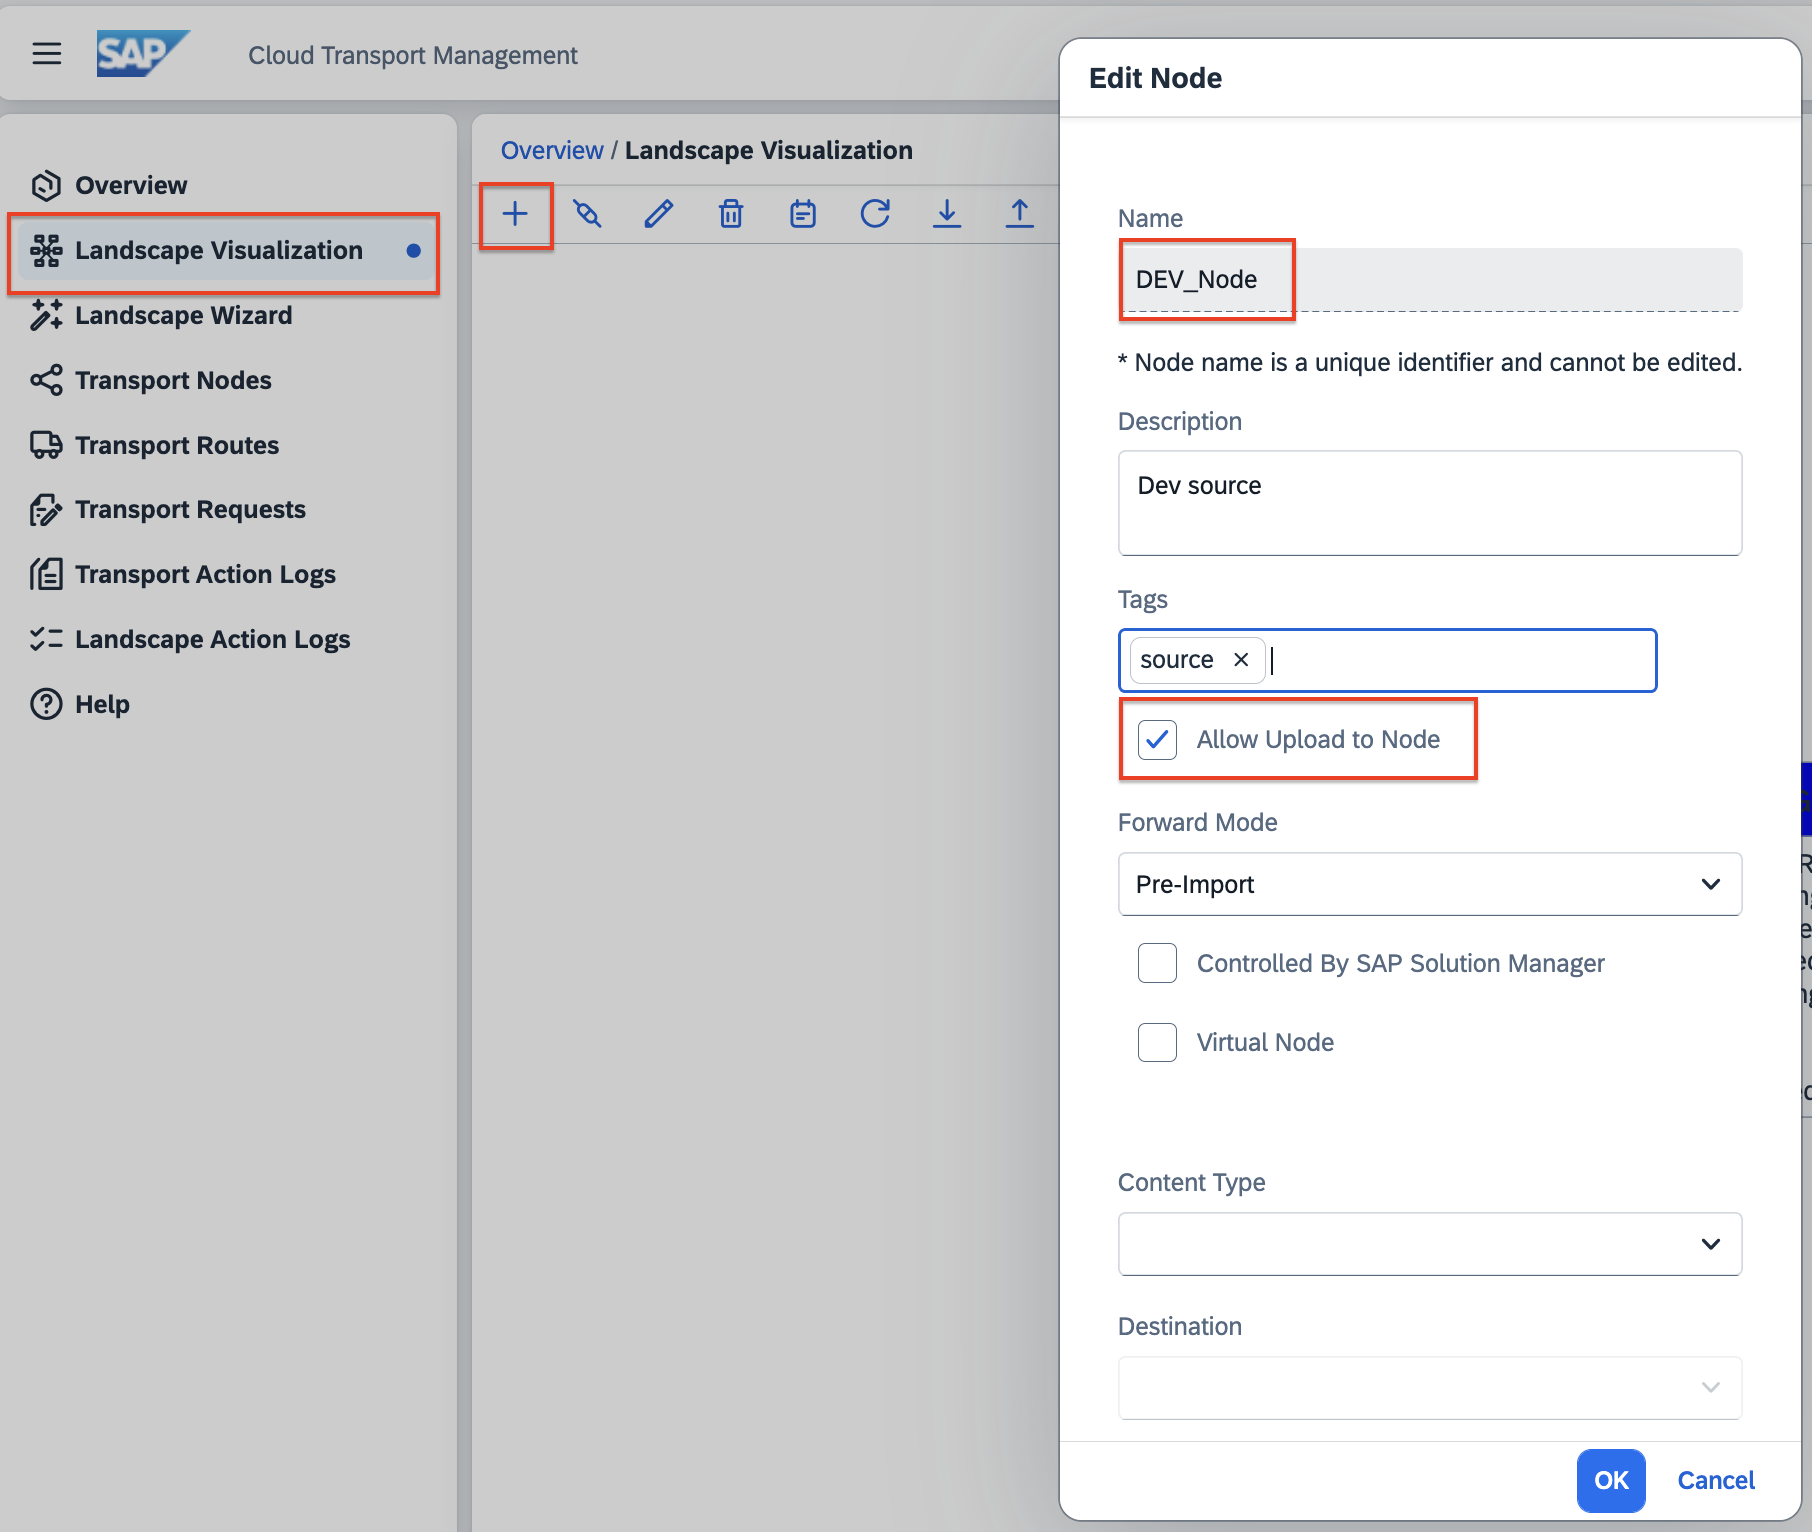 SAP
Cloud Transport Management
Overview
Landscape Visualization
Landscape Wizard
Transport Nodes
Transport Routes
Transport Requests
Transport Action Logs
Landscape Action Logs
Help
Overview / Landscape Visualization
Edit Node
Name
DEV_Node
* Node name is a unique identifier and cannot be edited.
Description
Dev source
Tags
source
Allow Upload to Node
Forward Mode
Pre-Import
Controlled By SAP Solution Manager
Virtual Node
Content Type
Destination
OK
Cancel